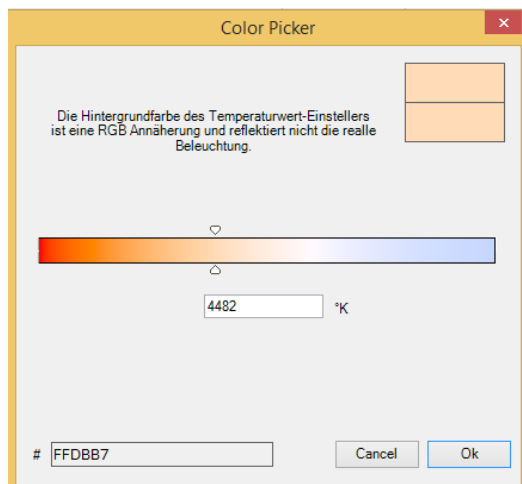 Color Picker
Die Hintergrundfarbe des Temperaturwert-Einstellers
ist eine RGB Annäherung und reflektiert nicht die realle
Beleuchtung.
4482 °K
# FFDBB7 Cancel Ok